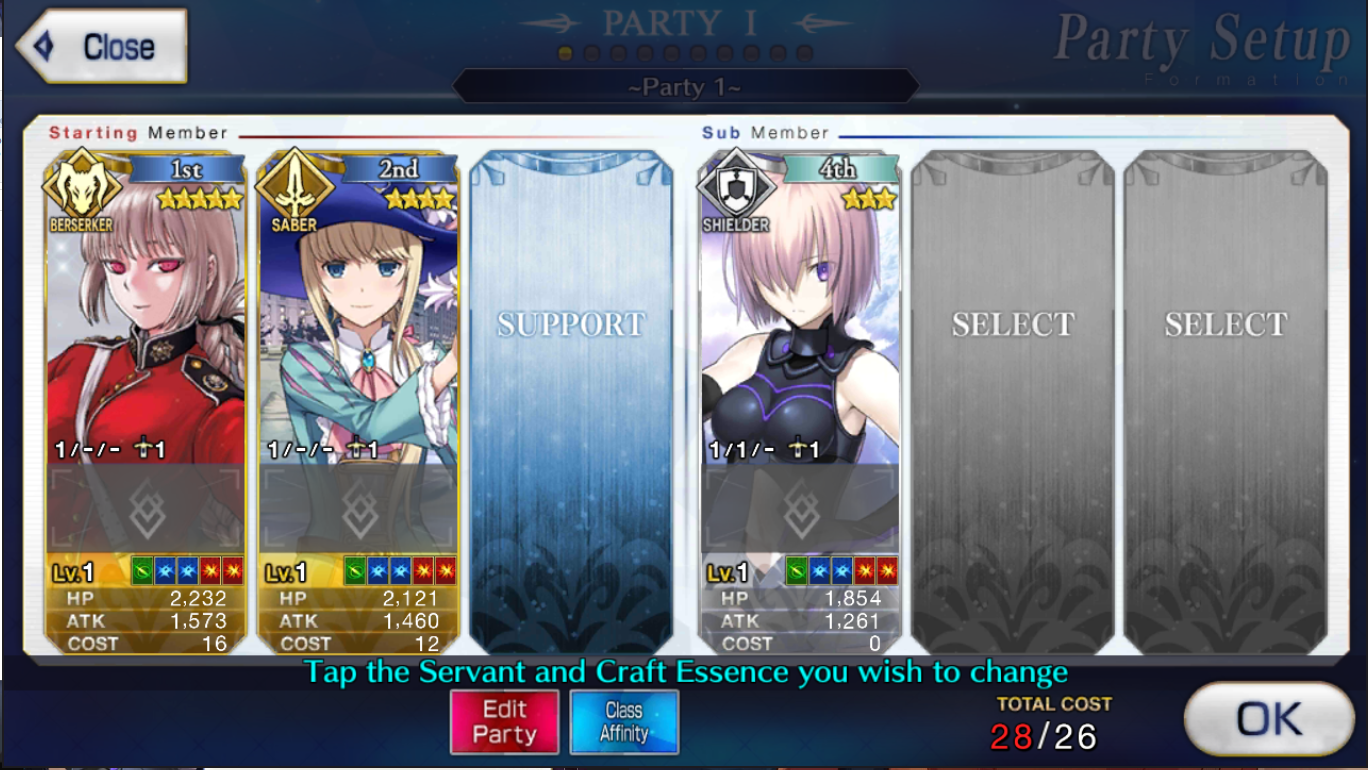 Close
PARTY I
~Party 1~
Party Setup
Formation
Starting Member
Sub Member
1st
BERSERKER
1/-/- 1
Lv.1
HP 2,232
ATK 1,573
COST 16
2nd
SABER
1/-/- 1
Lv.1
HP 2,121
ATK 1,460
COST 12
SUPPORT
4th
SHIELDER
1/1/- 1
Lv.1
HP 1,854
ATK 1,261
COST 0
SELECT
SELECT
Tap the Servant and Craft Essence you wish to change
Edit
Party
Class
Affinity
TOTAL COST
28/26
OK